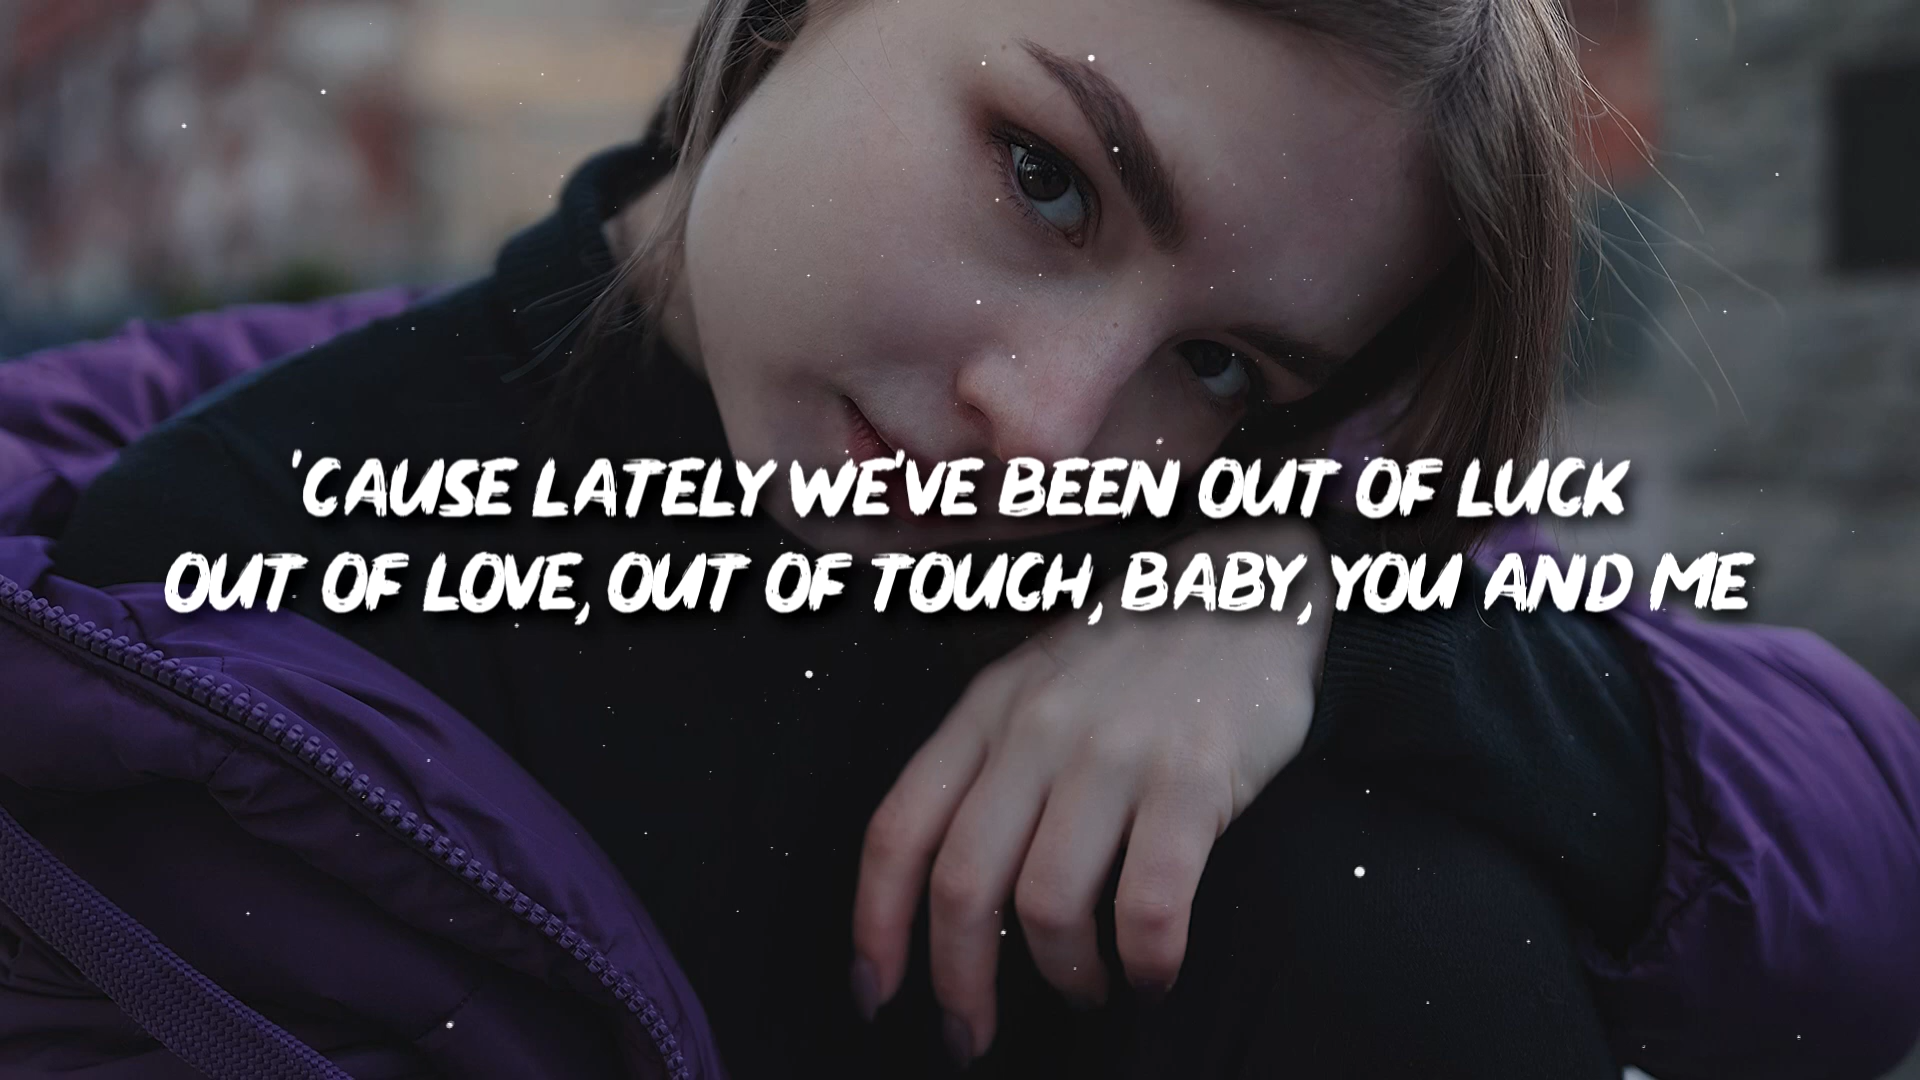 'CAUSE LATELY WE'VE BEEN OUT OF LUCK
OUT OF LOVE, OUT OF TOUCH, BABY, YOU AND ME